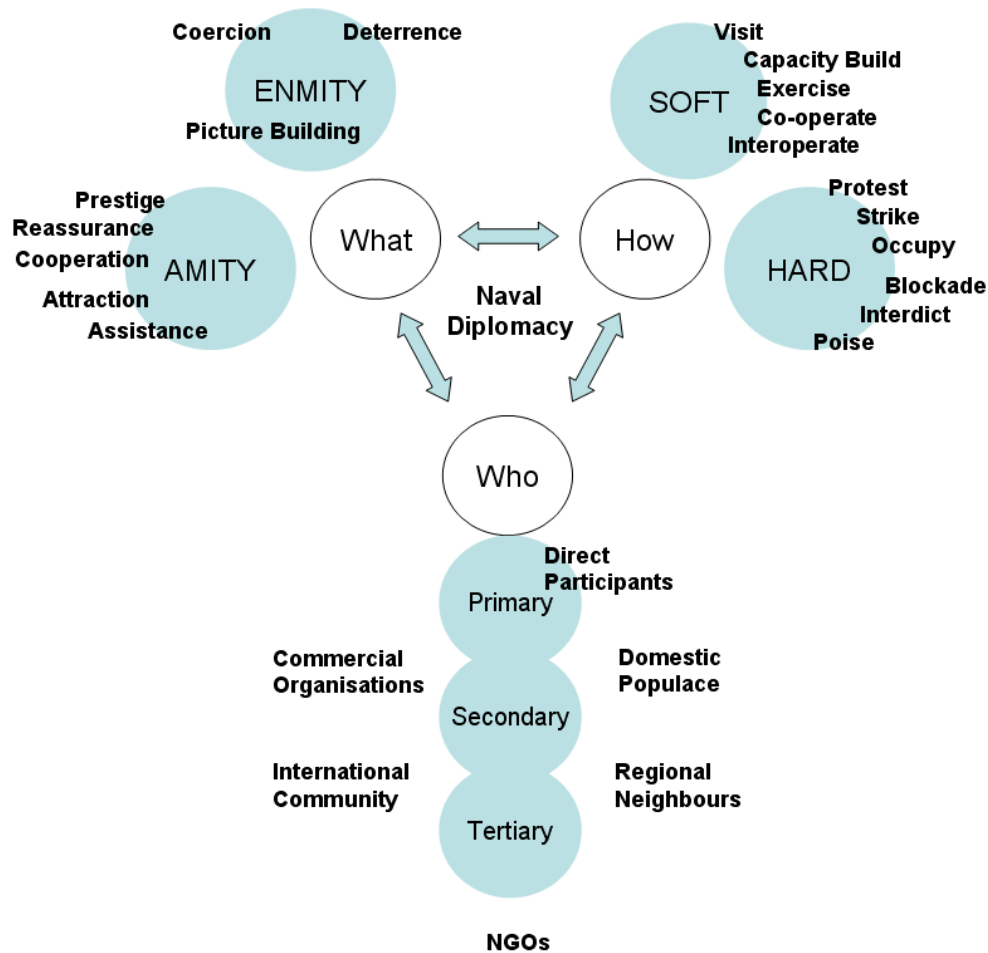 Coercion
Deterrence
ENMITY
Picture Building
Visit
Capacity Build
Exercise
SOFT
Co-operate
Interoperate
Prestige
Reassurance
Cooperation
AMITY
Attraction
Assistance
What
How
Protest
Strike
Occupy
HARD
Blockade
Interdict
Poise
Naval
Diplomacy
Who
Direct
Participants
Primary
Commercial
Organisations
Domestic
Populace
Secondary
International
Community
Regional
Neighbours
Tertiary
NGOs